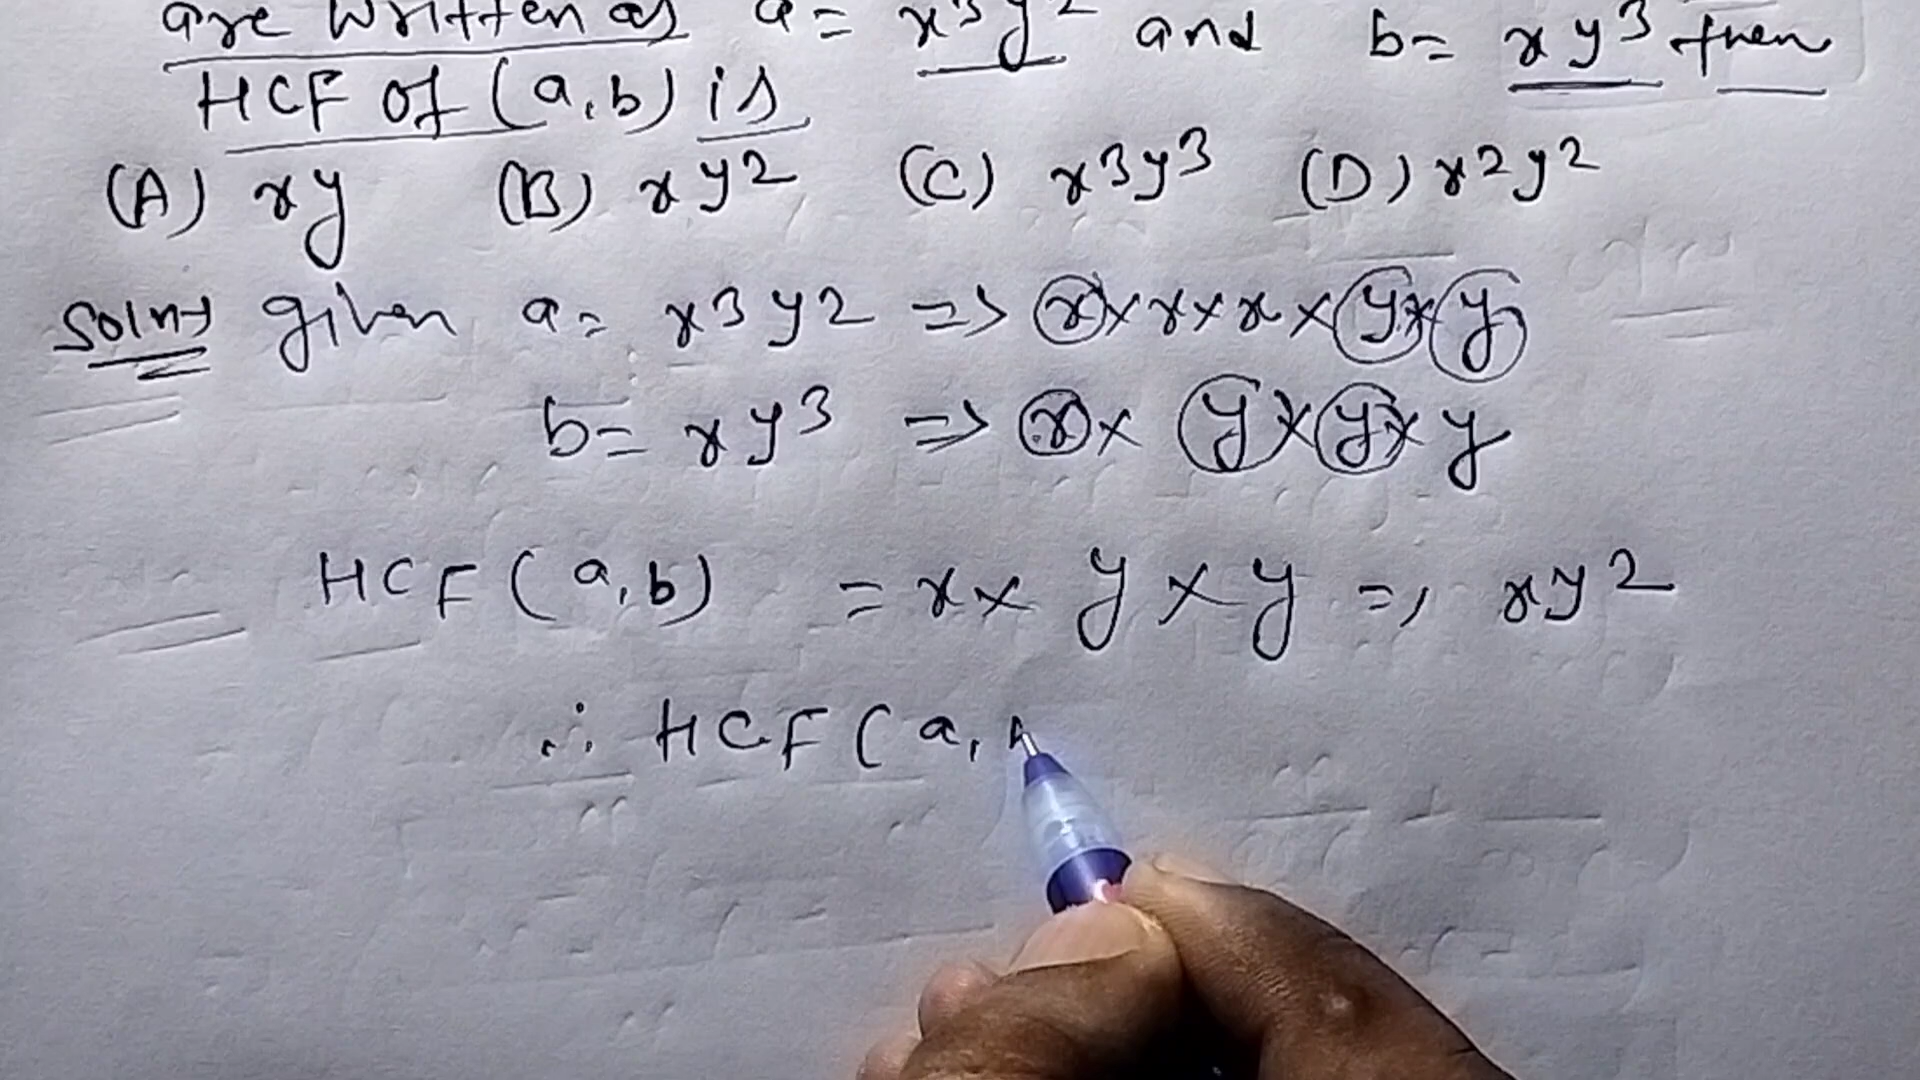 are written as a = x³y² and b = xy³ then
HCF of (a,b) is
(A) xy (B) xy² (C) x³y³ (D) x²y²
Soln→ given a = x³y² => x×x×x×y×y
b = xy³ => x×y×y×y
HCF(a,b) = x×y×y => xy²
∴ HCF(a,